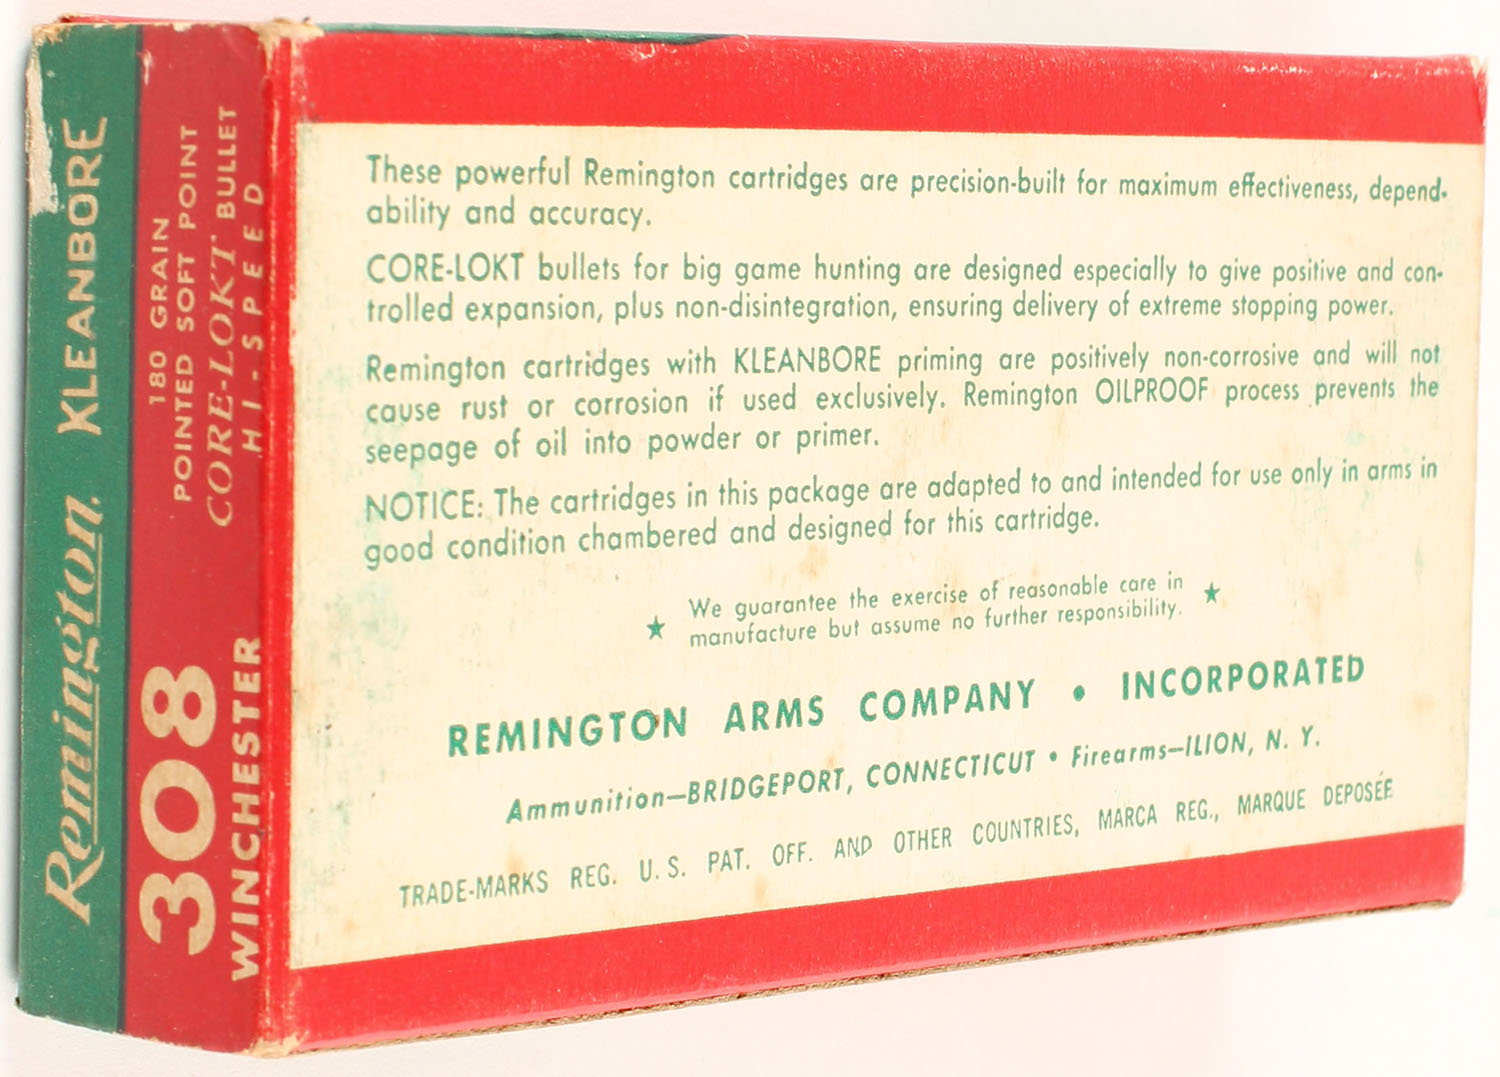 Remington. KLEANBORE
308
WINCHESTER
180 GRAIN
POINTED SOFT POINT
CORE-LOKT BULLET
HI-SPEED
These powerful Remington cartridges are precision-built for maximum effectiveness, depend-
ability and accuracy.
CORE-LOKT bullets for big game hunting are designed especially to give positive and con-
trolled expansion, plus non-disintegration, ensuring delivery of extreme stopping power.
Remington cartridges with KLEANBORE priming are positively non-corrosive and will not
cause rust or corrosion if used exclusively. Remington OILPROOF process prevents the
seepage of oil into powder or primer.
NOTICE: The cartridges in this package are adapted to and intended for use only in arms in
good condition chambered and designed for this cartridge.
★ We guarantee the exercise of reasonable care in ★
manufacture but assume no further responsibility.
REMINGTON ARMS COMPANY • INCORPORATED
Ammunition—BRIDGEPORT, CONNECTICUT • Firearms—ILION, N. Y.
TRADE-MARKS REG. U. S. PAT. OFF. AND OTHER COUNTRIES, MARCA REG., MARQUE DEPOSÉE